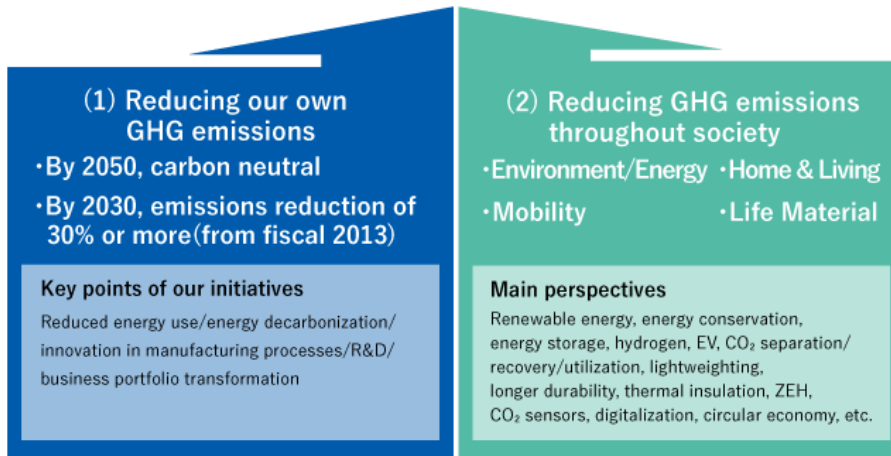 (1) Reducing our own
GHG emissions
・By 2050, carbon neutral
・By 2030, emissions reduction of
30% or more(from fiscal 2013)
Key points of our initiatives
Reduced energy use/energy decarbonization/
innovation in manufacturing processes/R&D/
business portfolio transformation
(2) Reducing GHG emissions
throughout society
・Environment/Energy ・Home & Living
・Mobility ・Life Material
Main perspectives
Renewable energy, energy conservation,
energy storage, hydrogen, EV, CO₂ separation/
recovery/utilization, lightweighting,
longer durability, thermal insulation, ZEH,
CO₂ sensors, digitalization, circular economy, etc.